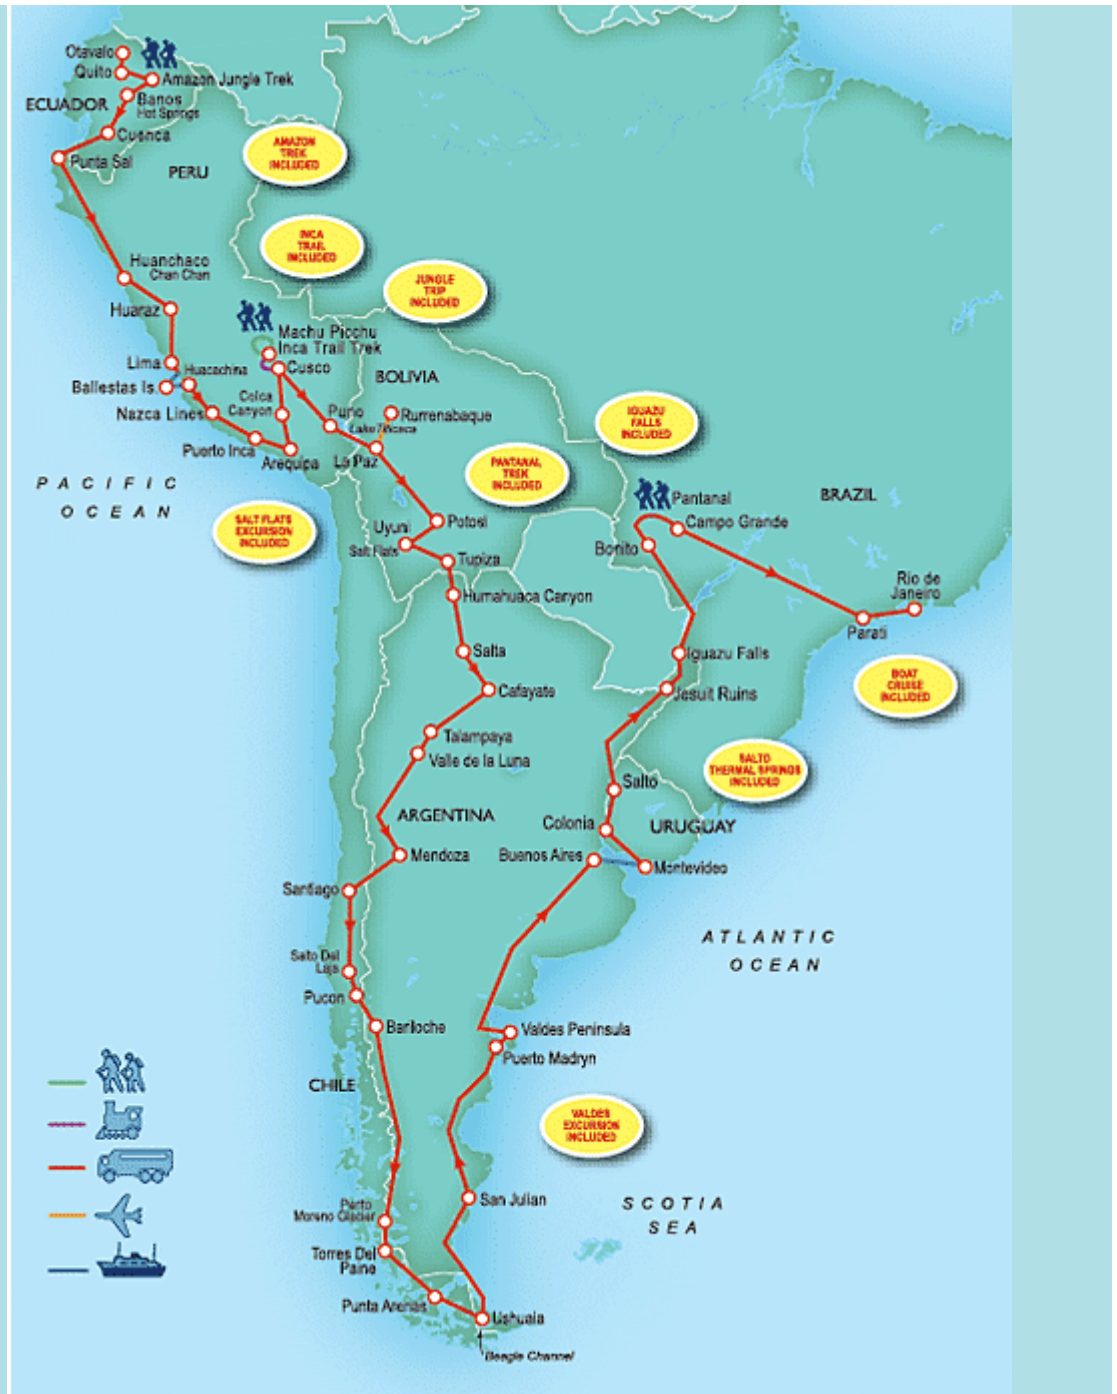 Otavalo
Quito
Amazon Jungle Trek
ECUADOR
Banos
Hot Springs
Cuenca
Punta Sal
PERU
AMAZON
TREK
INCLUDED
INCA
TRAIL
INCLUDED
Huanchaco
Chan Chan
JUNGLE
TRIP
INCLUDED
Huaraz
Machu Picchu
Inca Trail Trek
Lima
Huacachina
Cusco
BOLIVIA
Ballestas Is.
Colca
Canyon
Nazca Lines
Puno
Lake Titicaca
Rurrenabaque
IGUAZU
FALLS
INCLUDED
Puerto Inca
Arequipa
La Paz
PACIFIC
OCEAN
PANTANAL
TREK
INCLUDED
Pantanal
BRAZIL
SALT FLATS
EXCURSION
INCLUDED
Uyuni
Salt Flats
Potosi
Campo Grande
Bonito
Tupiza
Humahuaca Canyon
Rio de
Janeiro
Parati
Salta
Iguazu Falls
Cafayate
Jesuit Ruins
BOAT
CRUISE
INCLUDED
Talampaya
Valle de la Luna
SALTO
THERMAL SPRINGS
INCLUDED
Salto
ARGENTINA
Colonia
URUGUAY
Mendoza
Buenos Aires
Montevideo
Santiago
ATLANTIC
OCEAN
Salto Del
Laja
Pucon
Bariloche
Valdes Peninsula
Puerto Madryn
CHILE
VALDES
EXCURSION
INCLUDED
Perito
Moreno Glacier
San Julian
SCOTIA
SEA
Torres Del
Paine
Punta Arenas
Ushuaia
Beagle Channel